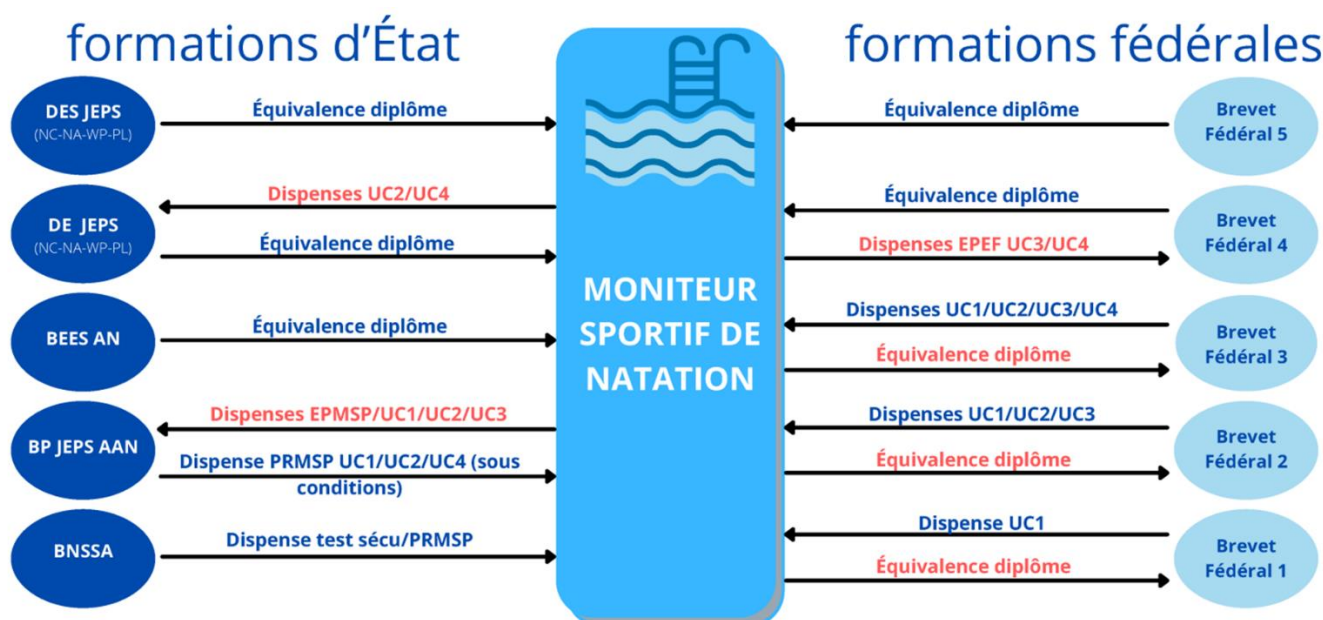 formations d'État
formations fédérales
DES JEPS
(NC-NA-WP-PL)
Équivalence diplôme
Équivalence diplôme
Brevet
Fédéral 5
DE JEPS
(NC-NA-WP-PL)
Dispenses UC2/UC4
Équivalence diplôme
Équivalence diplôme
Dispenses EPEF UC3/UC4
Brevet
Fédéral 4
MONITEUR
SPORTIF DE
NATATION
BEES AN
Équivalence diplôme
Dispenses UC1/UC2/UC3/UC4
Équivalence diplôme
Brevet
Fédéral 3
BP JEPS AAN
Dispenses EPMSP/UC1/UC2/UC3
Dispense PRMSP UC1/UC2/UC4 (sous
conditions)
Dispenses UC1/UC2/UC3
Équivalence diplôme
Brevet
Fédéral 2
BNSSA
Dispense test sécu/PRMSP
Dispense UC1
Équivalence diplôme
Brevet
Fédéral 1